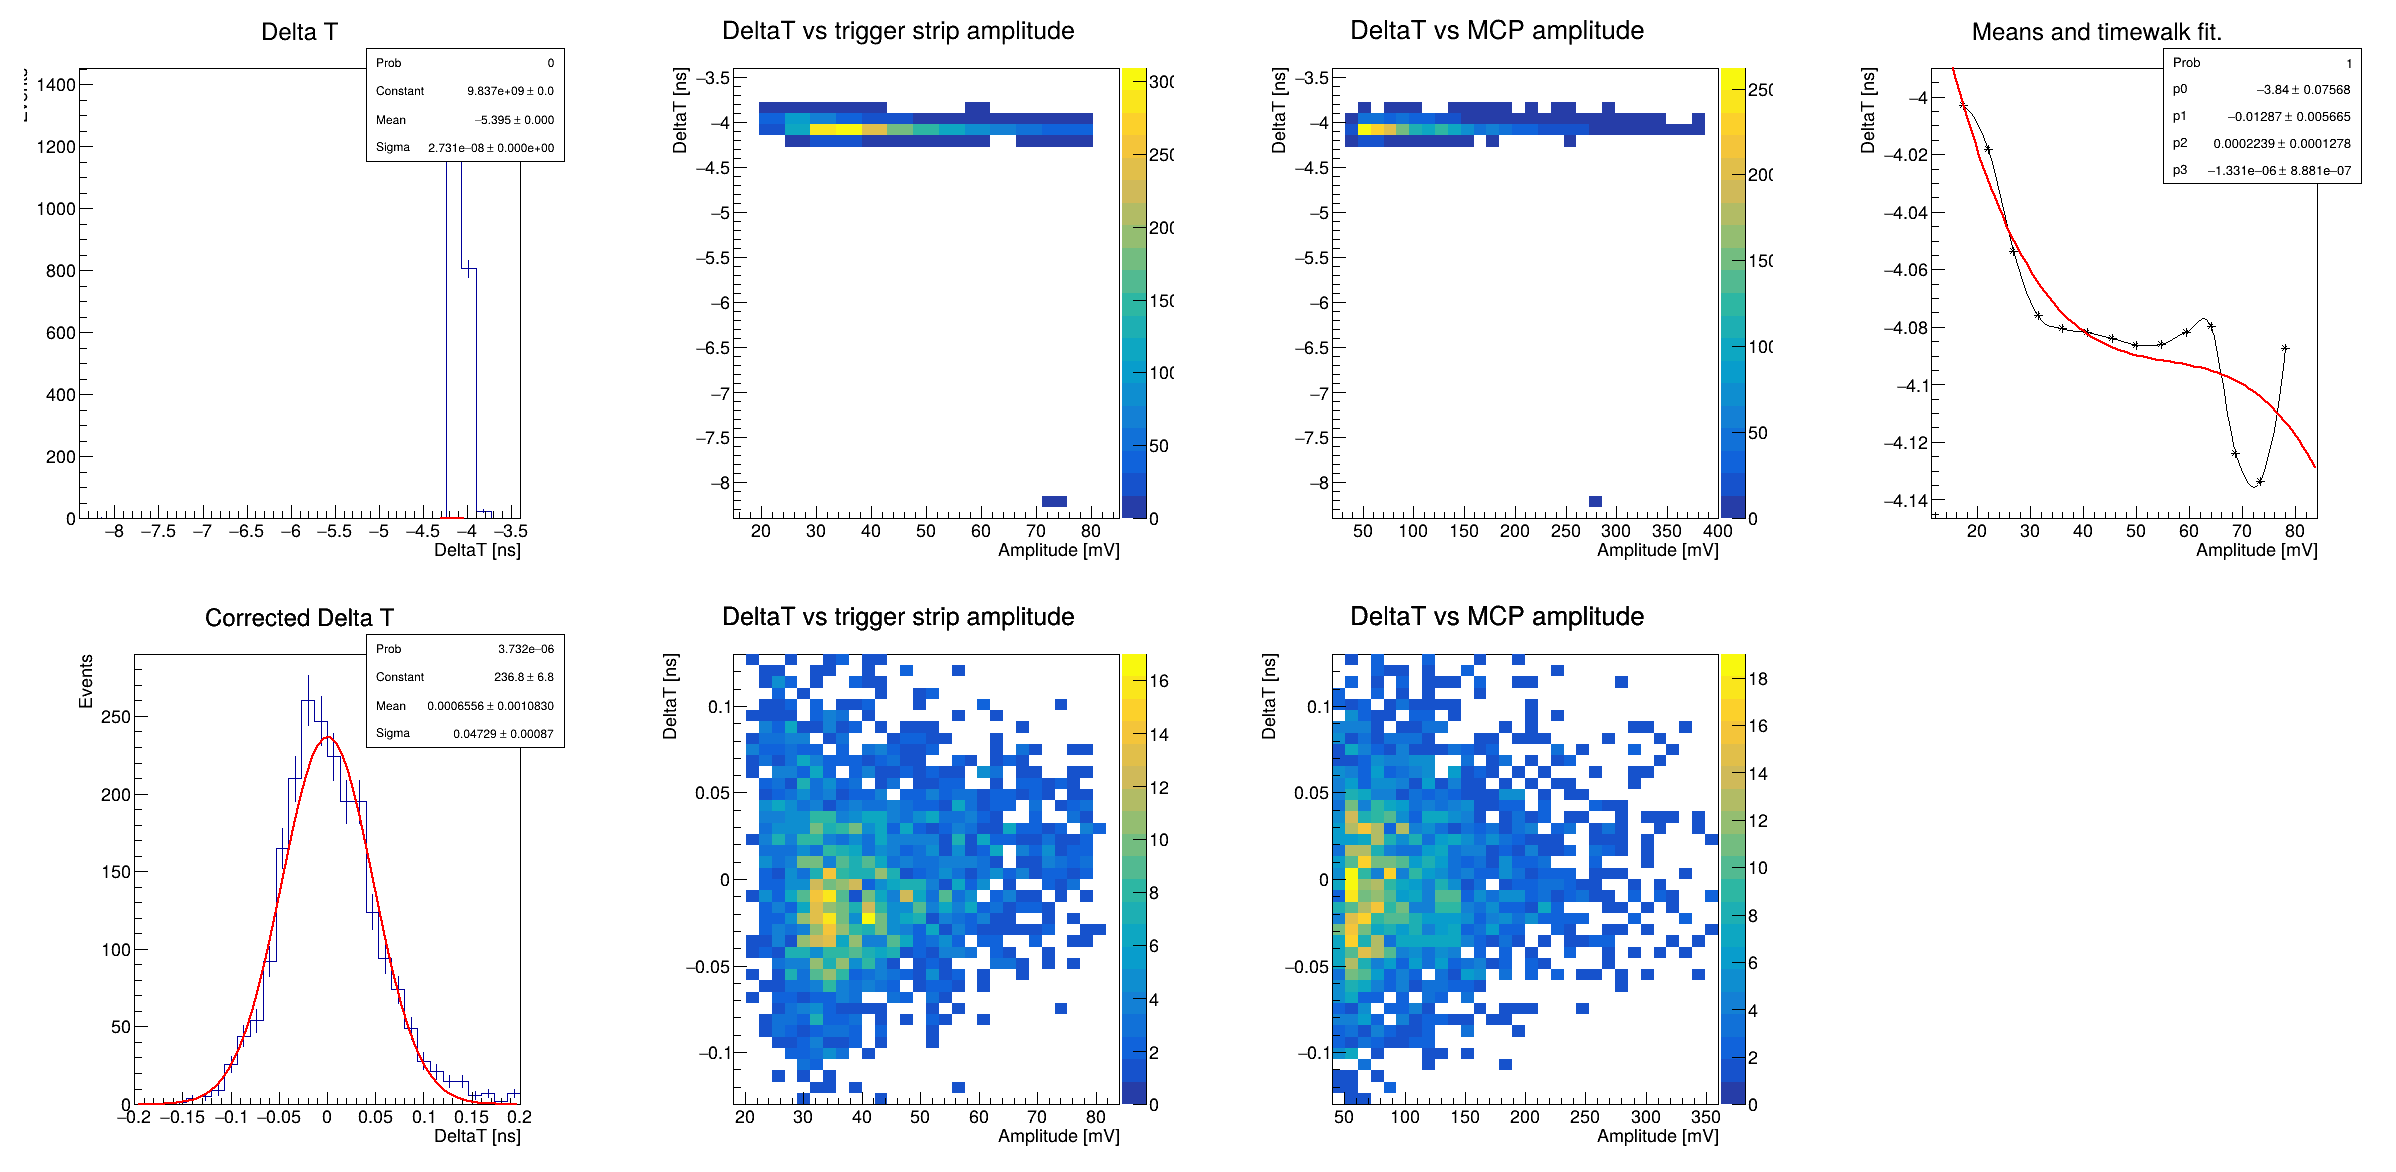 Delta T
Prob 0
Constant 9.837e+09 ± 0.0
Mean −5.395 ± 0.000
Sigma 2.731e−08 ± 0.000e+00
1400
1200
1000
800
600
400
200
0
−8 −7.5 −7 −6.5 −6 −5.5 −5 −4.5 −4 −3.5
DeltaT [ns]
DeltaT vs trigger strip amplitude
DeltaT [ns]
−3.5
−4
−4.5
−5
−5.5
−6
−6.5
−7
−7.5
−8
20 30 40 50 60 70 80
Amplitude [mV]
300
250
200
150
100
50
0
DeltaT vs MCP amplitude
DeltaT [ns]
−3.5
−4
−4.5
−5
−5.5
−6
−6.5
−7
−7.5
−8
50 100 150 200 250 300 350 400
Amplitude [mV]
250
200
150
100
50
0
Means and timewalk fit.
Prob 1
p0 −3.84 ± 0.07568
p1 −0.01287 ± 0.005665
p2 0.0002239 ± 0.0001278
p3 −1.331e−06 ± 8.881e−07
DeltaT [ns]
−4
−4.02
−4.04
−4.06
−4.08
−4.1
−4.12
−4.14
20 30 40 50 60 70 80
Amplitude [mV]
Corrected Delta T
Prob 3.732e−06
Constant 236.8 ± 6.8
Mean 0.0006556 ± 0.0010830
Sigma 0.04729 ± 0.00087
Events
250
200
150
100
50
0
−0.2 −0.15 −0.1 −0.05 0 0.05 0.1 0.15 0.2
DeltaT [ns]
DeltaT vs trigger strip amplitude
DeltaT [ns]
0.1
0.05
0
−0.05
−0.1
20 30 40 50 60 70 80
Amplitude [mV]
16
14
12
10
8
6
4
2
0
DeltaT vs MCP amplitude
DeltaT [ns]
0.1
0.05
0
−0.05
−0.1
50 100 150 200 250 300 350
Amplitude [mV]
18
16
14
12
10
8
6
4
2
0